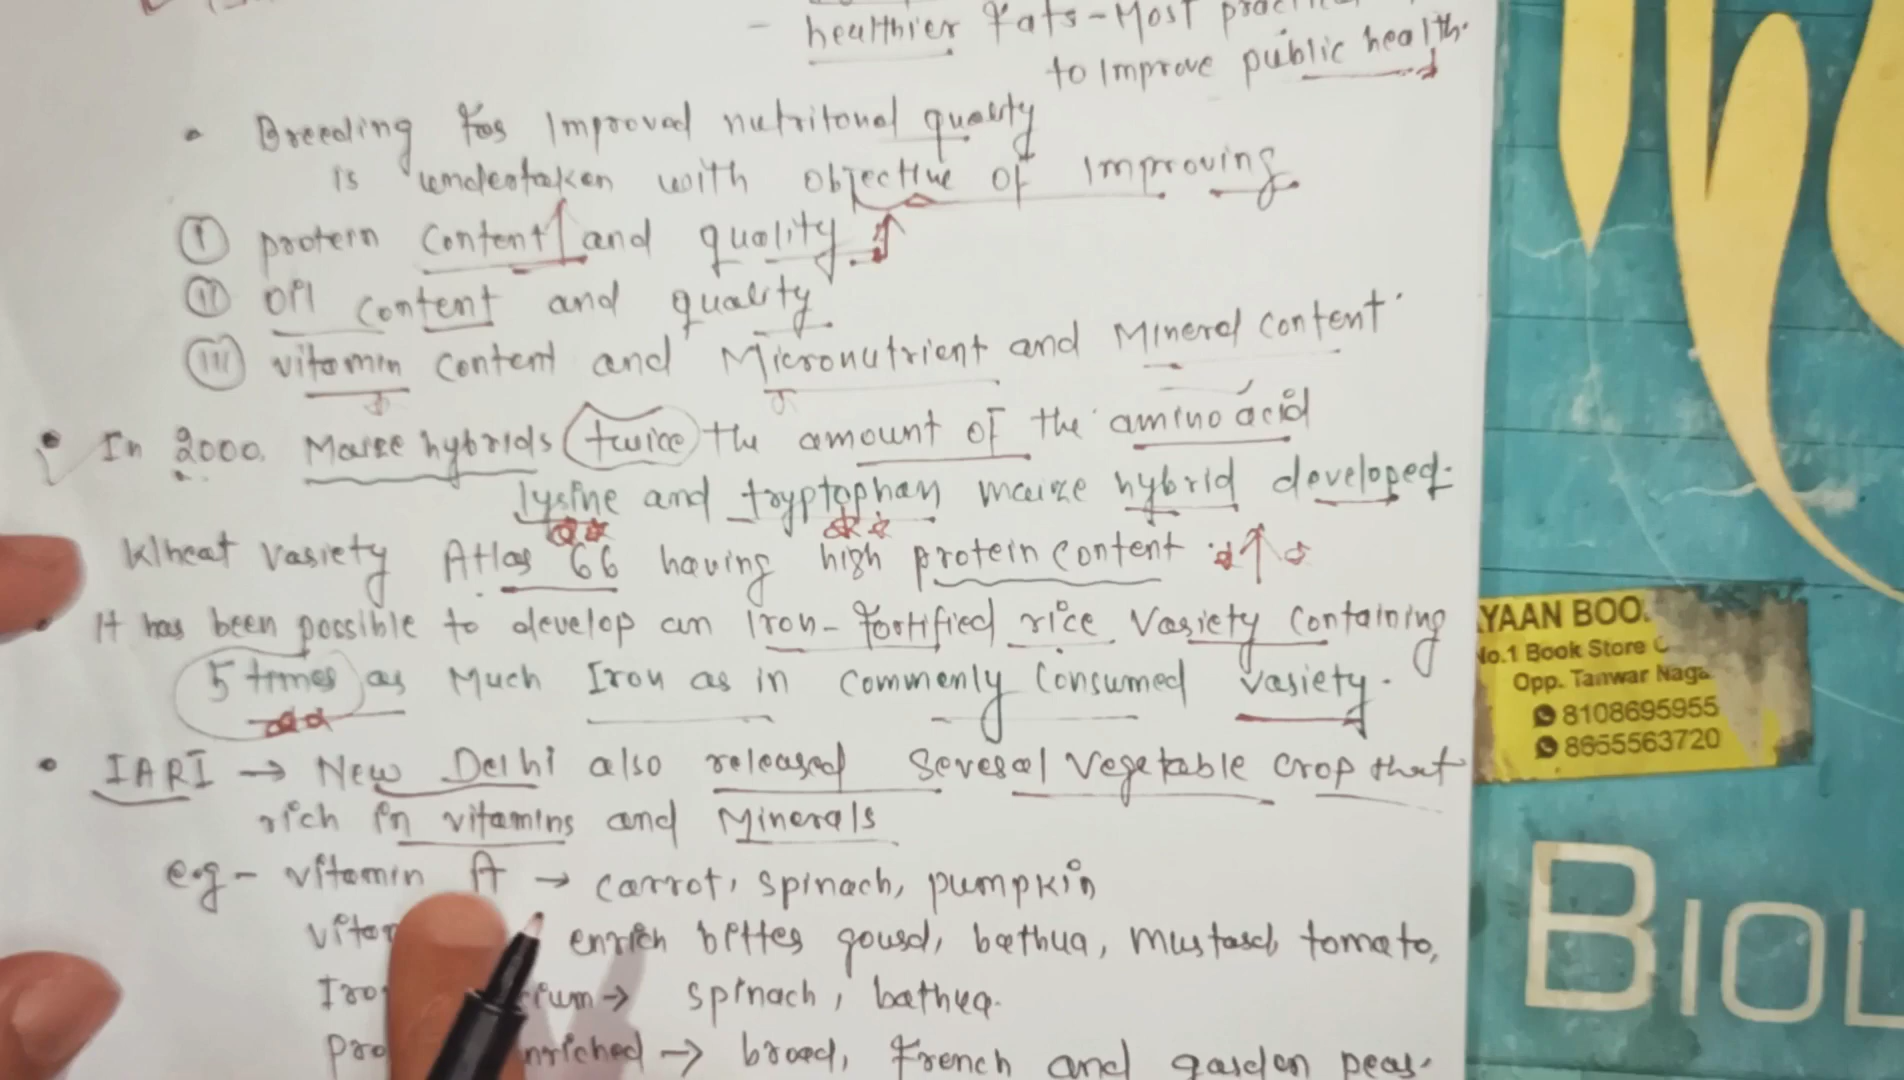 - healthier fats - Most
to Improve public health.
• Breeding for Improved nutritonal quality
is undertaken with objective of Improving
(I) protein content and quality
(II) oil content and quality
(III) vitamin content and Micronutrient and Mineral content.
• In 2000. Maize hybrids twice the amount of the amino acid
lysine and tryptophan maize hybrid developed.
Wheat variety Atlas 66 having high protein content
• It has been possible to develop an Iron-fortified rice variety containing
5 times as Much Iron as in commenly consumed variety.
• IARI → New Delhi also released several vegetable crop that
rich in vitamins and Minerals
e.g - vitamin A → carrot, spinach, pumpkin
enrich bitter gourd, bathua, mustard tomato,
→ spinach, bathua.
→ broad, french and garden peas.
YAAN BOO
No.1 Book Store
Opp. Tanwar Naga
8108695955
8655563720
BIOL